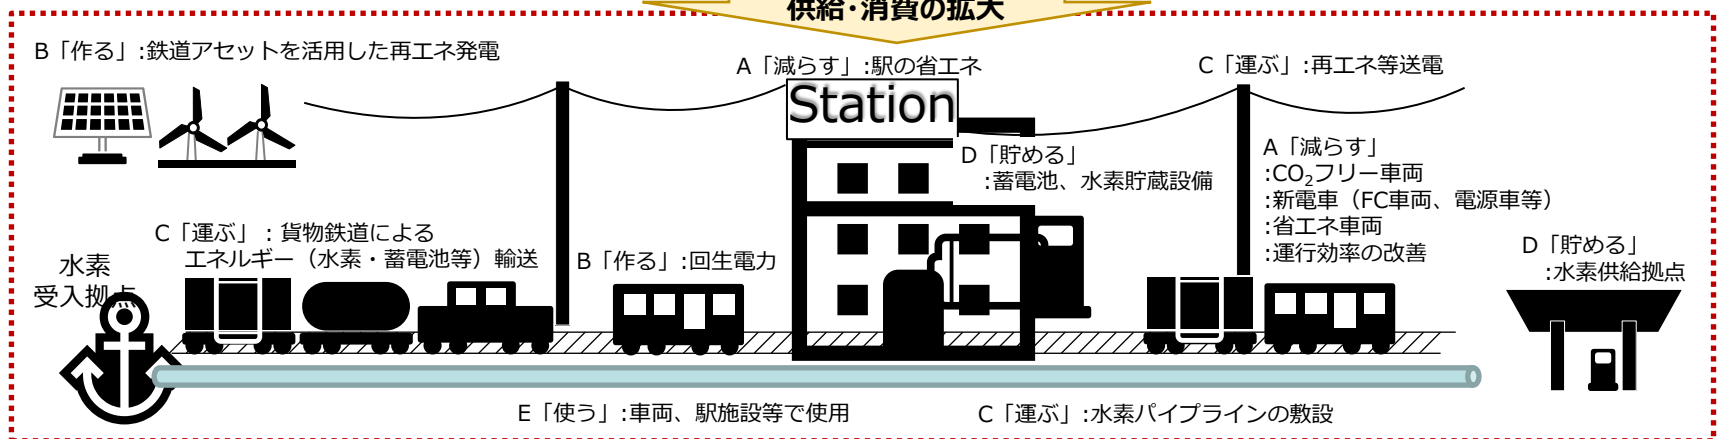 供給･消費の拡大
B「作る」:鉄道アセットを活用した再エネ発電
A「減らす」:駅の省エネ
C「運ぶ」:再エネ等送電
Station
D「貯める」
:蓄電池、水素貯蔵設備
A「減らす」
:CO₂フリー車両
:新電車（FC車両、電源車等）
:省エネ車両
:運行効率の改善
C「運ぶ」：貨物鉄道による
エネルギー（水素・蓄電池等）輸送
B「作る」:回生電力
D「貯める」
:水素供給拠点
水素
受入拠点
E「使う」:車両、駅施設等で使用
C「運ぶ」:水素パイプラインの敷設